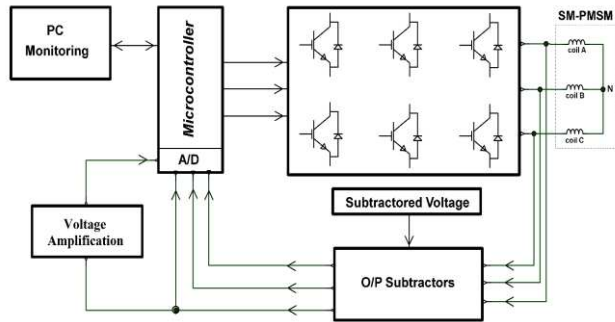 PC
Monitoring
Microcontroller
A/D
SM-PMSM
coil A
coil B
N
coil C
Voltage
Amplification
Subtractored Voltage
O/P Subtractors